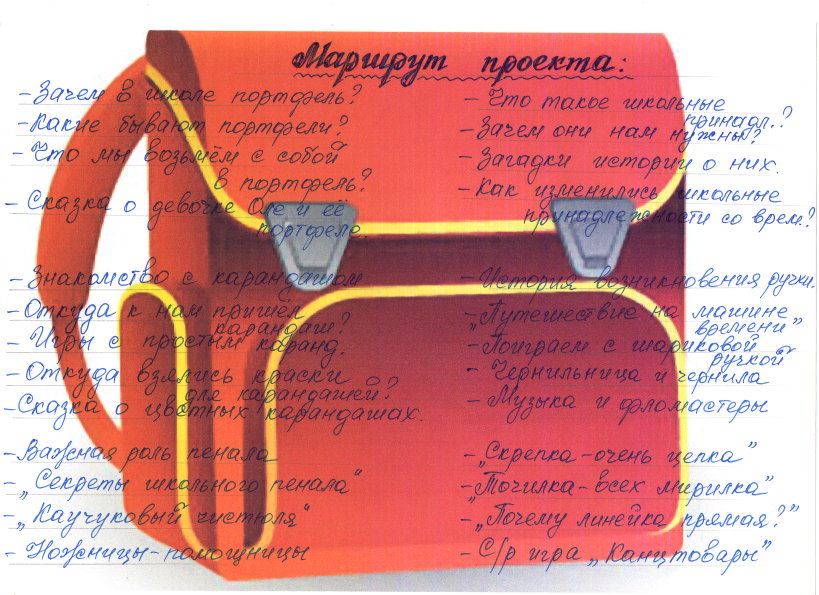 Маршрут проекта:
- Зачем в школе портфель?
- Какие бывают портфели?
- Что мы возьмём с собой
в портфель?
- Сказка о девочке Оле и её
портфеле.
- Что такое школьные
принадл.?
- Зачем они нам нужны?
- Загадки истории о них.
- Как изменились школьные
принадлежности со врем.?
- Знакомство с карандашом
- Откуда к нам пришёл
карандаш?
- Игры с простым каранд.
- Откуда взялись краски
для карандашей?
- Сказка о цветных карандашах.
- История возникновения ручки.
- „Путешествие на машине
времени”
- Поиграем с шариковой
ручкой
- Чернильница и чернила
- Музыка и фломастеры
- Важная роль пенала
- „Секреты школьного пенала“
- „Каучуковый чистюля“
- Ножницы-помощницы
- „Скрепка-очень цепка”
- „Точилка-всех мирилка”
- „Почему линейка прямая?”
- С/р игра „Канцтовары”